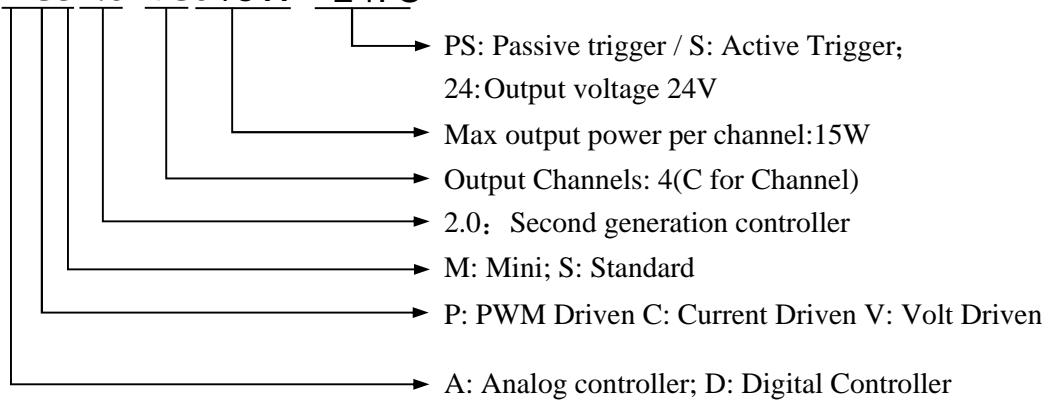 PS: Passive trigger / S: Active Trigger；
24:Output voltage 24V
Max output power per channel:15W
Output Channels: 4(C for Channel)
2.0： Second generation controller
M: Mini; S: Standard
P: PWM Driven C: Current Driven V: Volt Driven
A: Analog controller; D: Digital Controller